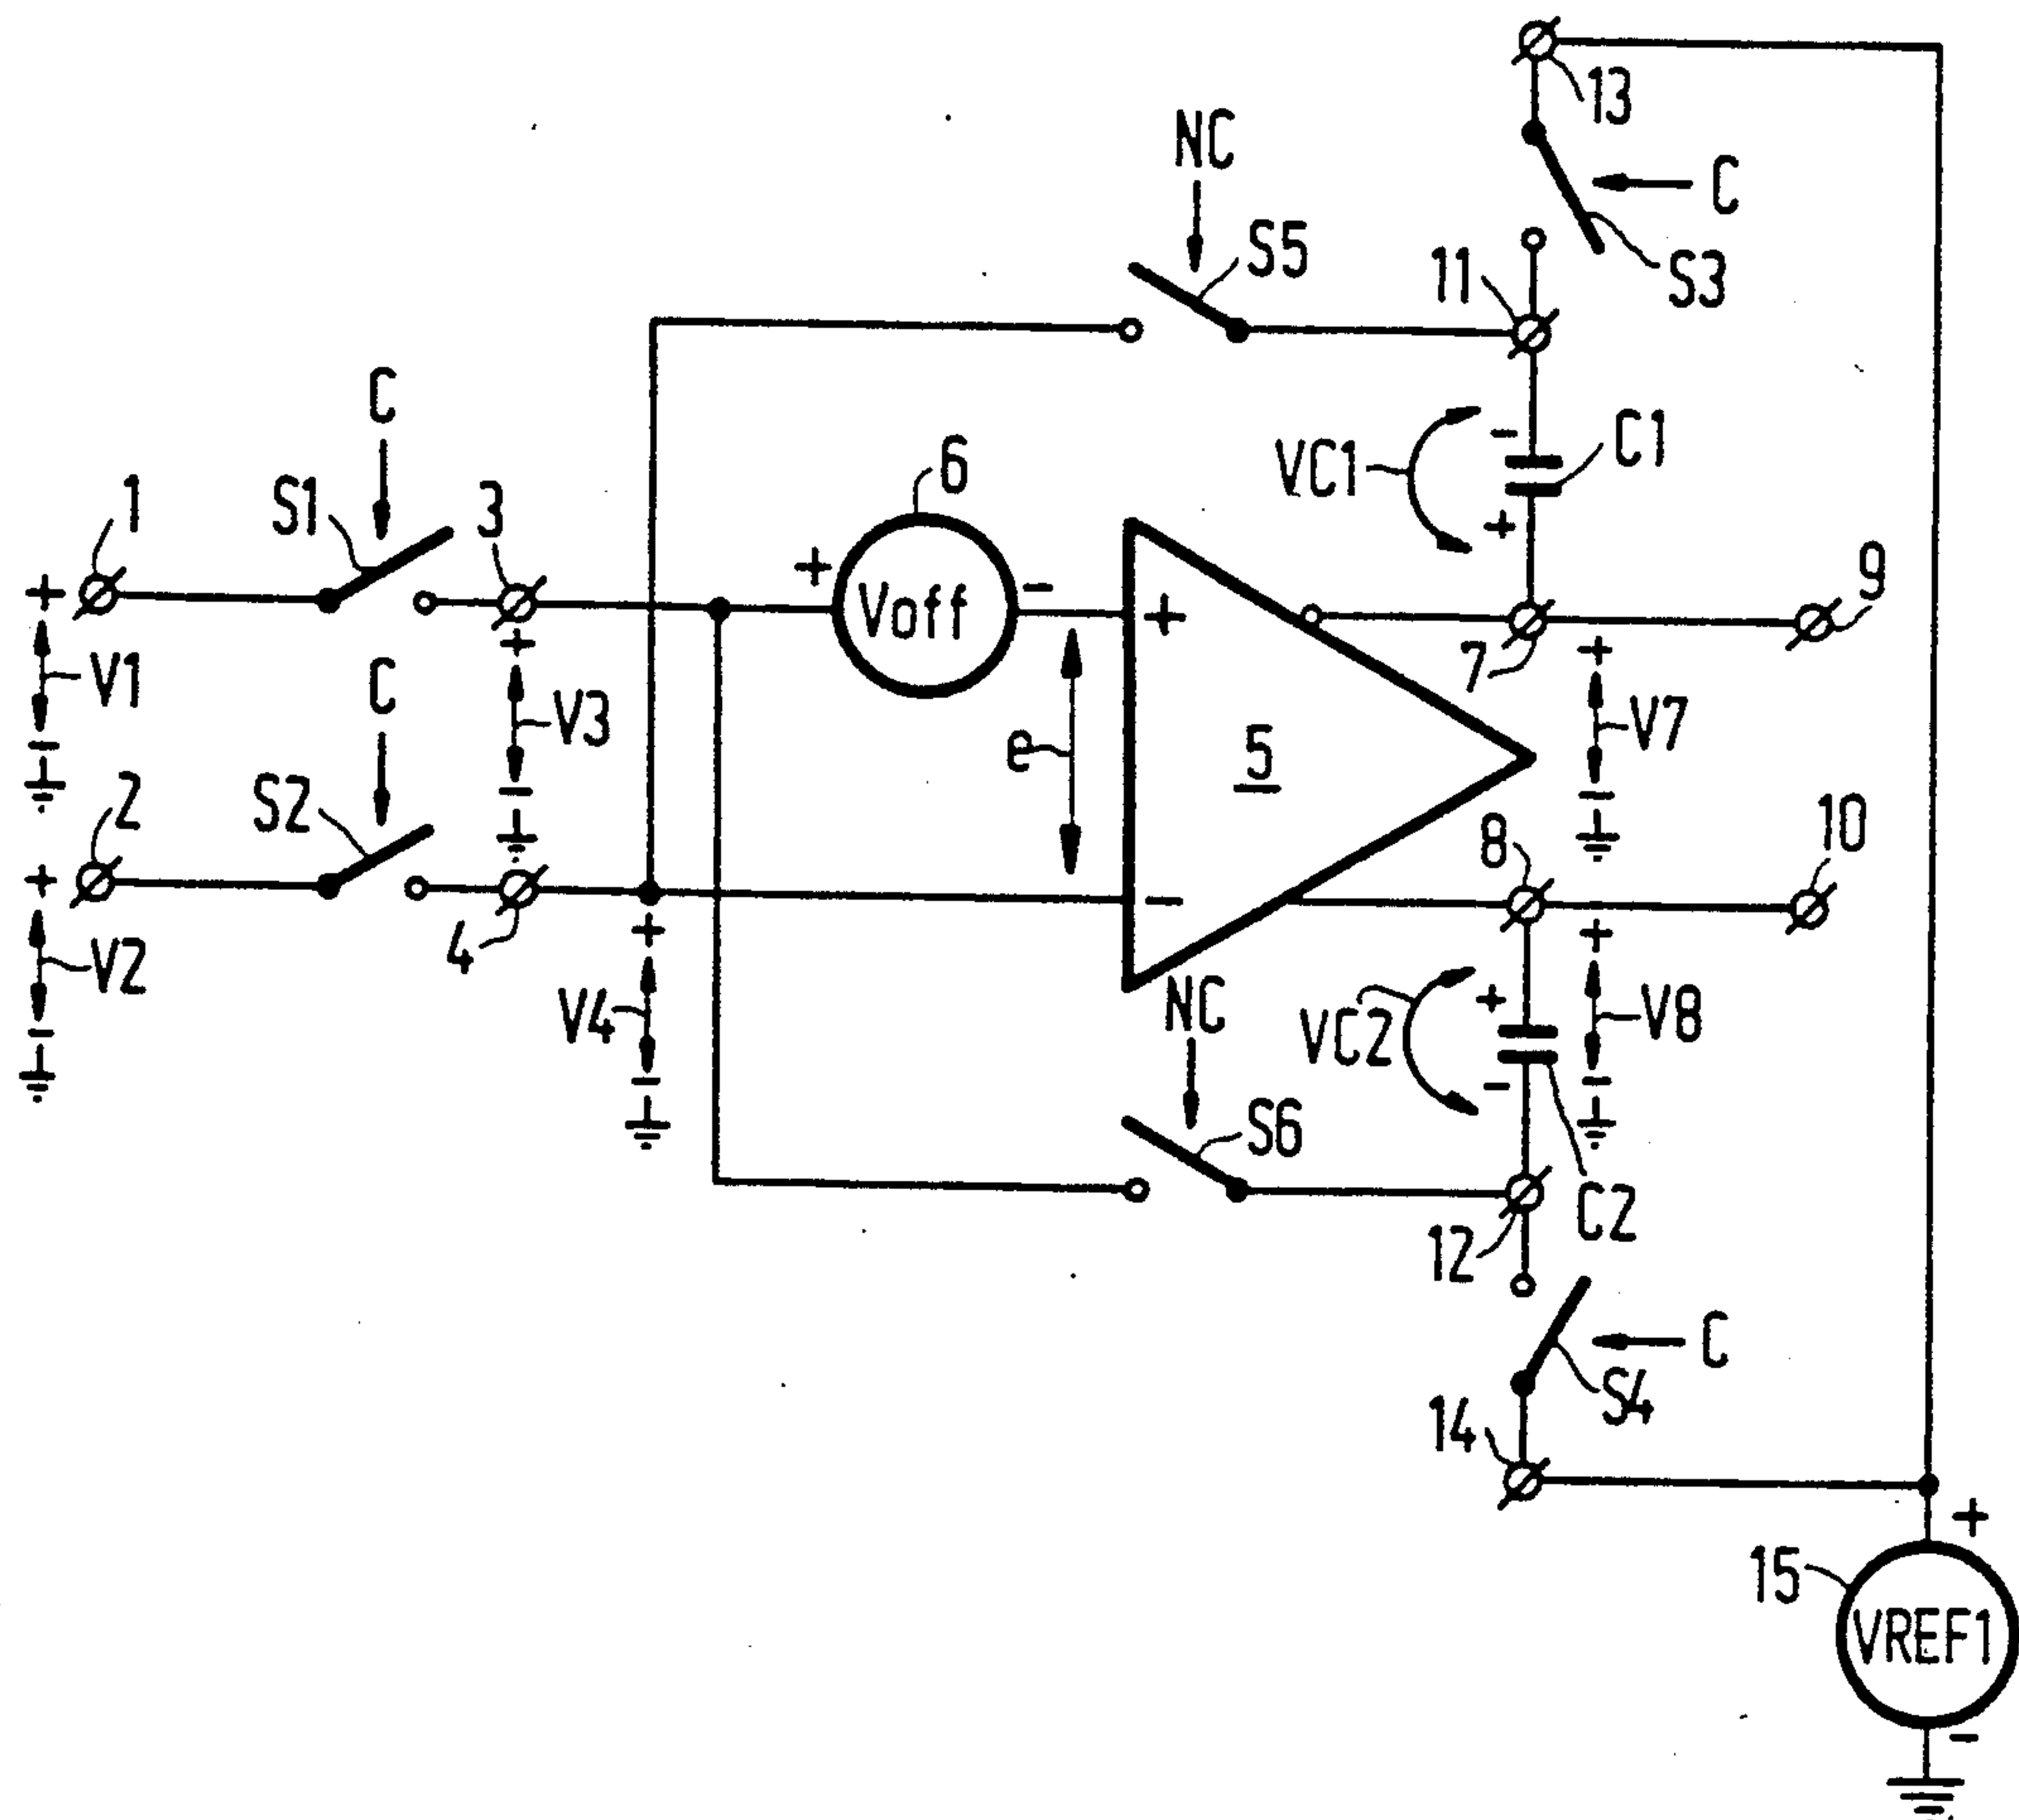 13
NC
C
S5
11
S3
C
VC1
-
C1
+
6
1
S1
3
9
+
+
Voff
-
+
7
V1
C
+
V3
e
5
+
V7
-
2
S2
-
8
-
10
+
4
-
+
+
V2
V4
NC
VC2
+
V8
-
-
-
-
S6
C2
12
C
14
S4
+
15
VREF1
-